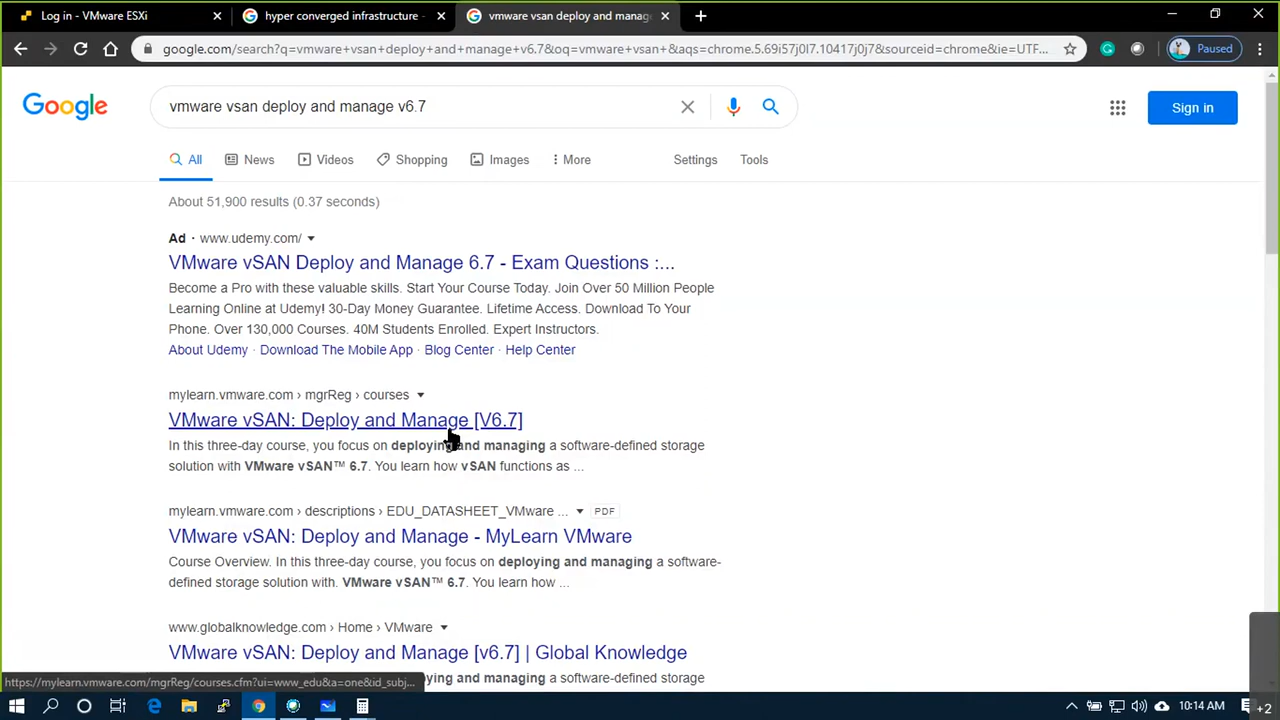 Log in - VMware ESXi
hyper converged infrastructure -
vmware vsan deploy and manag
google.com/search?q=vmware+vsan+deploy+and+manage+v6.7&oq=vmware+vsan+&aqs=chrome.5.69i57j0l7.10417j0j7&sourceid=chrome&ie=UTF...
Paused
Google
vmware vsan deploy and manage v6.7
Sign in
All
News
Videos
Shopping
Images
More
Settings
Tools
About 51,900 results (0.37 seconds)
Ad · www.udemy.com/
VMware vSAN Deploy and Manage 6.7 - Exam Questions :...
Become a Pro with these valuable skills. Start Your Course Today. Join Over 50 Million People
Learning Online at Udemy! 30-Day Money Guarantee. Lifetime Access. Download To Your
Phone. Over 130,000 Courses. 40M Students Enrolled. Expert Instructors.
About Udemy · Download The Mobile App · Blog Center · Help Center
mylearn.vmware.com › mgrReg › courses
VMware vSAN: Deploy and Manage [V6.7]
In this three-day course, you focus on deploying and managing a software-defined storage
solution with VMware vSAN™ 6.7. You learn how vSAN functions as ...
mylearn.vmware.com › descriptions › EDU_DATASHEET_VMware ...
PDF
VMware vSAN: Deploy and Manage - MyLearn VMware
Course Overview. In this three-day course, you focus on deploying and managing a software-
defined storage solution with. VMware vSAN™ 6.7. You learn how ...
www.globalknowledge.com › Home › VMware
VMware vSAN: Deploy and Manage [v6.7] | Global Knowledge
ying and managing a software-defined storage
https://mylearn.vmware.com/mgrReg/courses.cfm?ui=www_edu&a=one&id_subj...
10:14 AM
+2